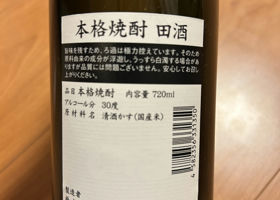 本格焼酎 田酒
旨味を残すため、ろ過は極力控えています。そのため
原料由来の成分が浮遊し、うっすら白濁する場合があ
りますが品質には問題ございません。安心してお召し
上がりください。
品目 本格焼酎 内容量 720ml
アルコール分 30度
原材料名 清酒かす(国産米)
製造者